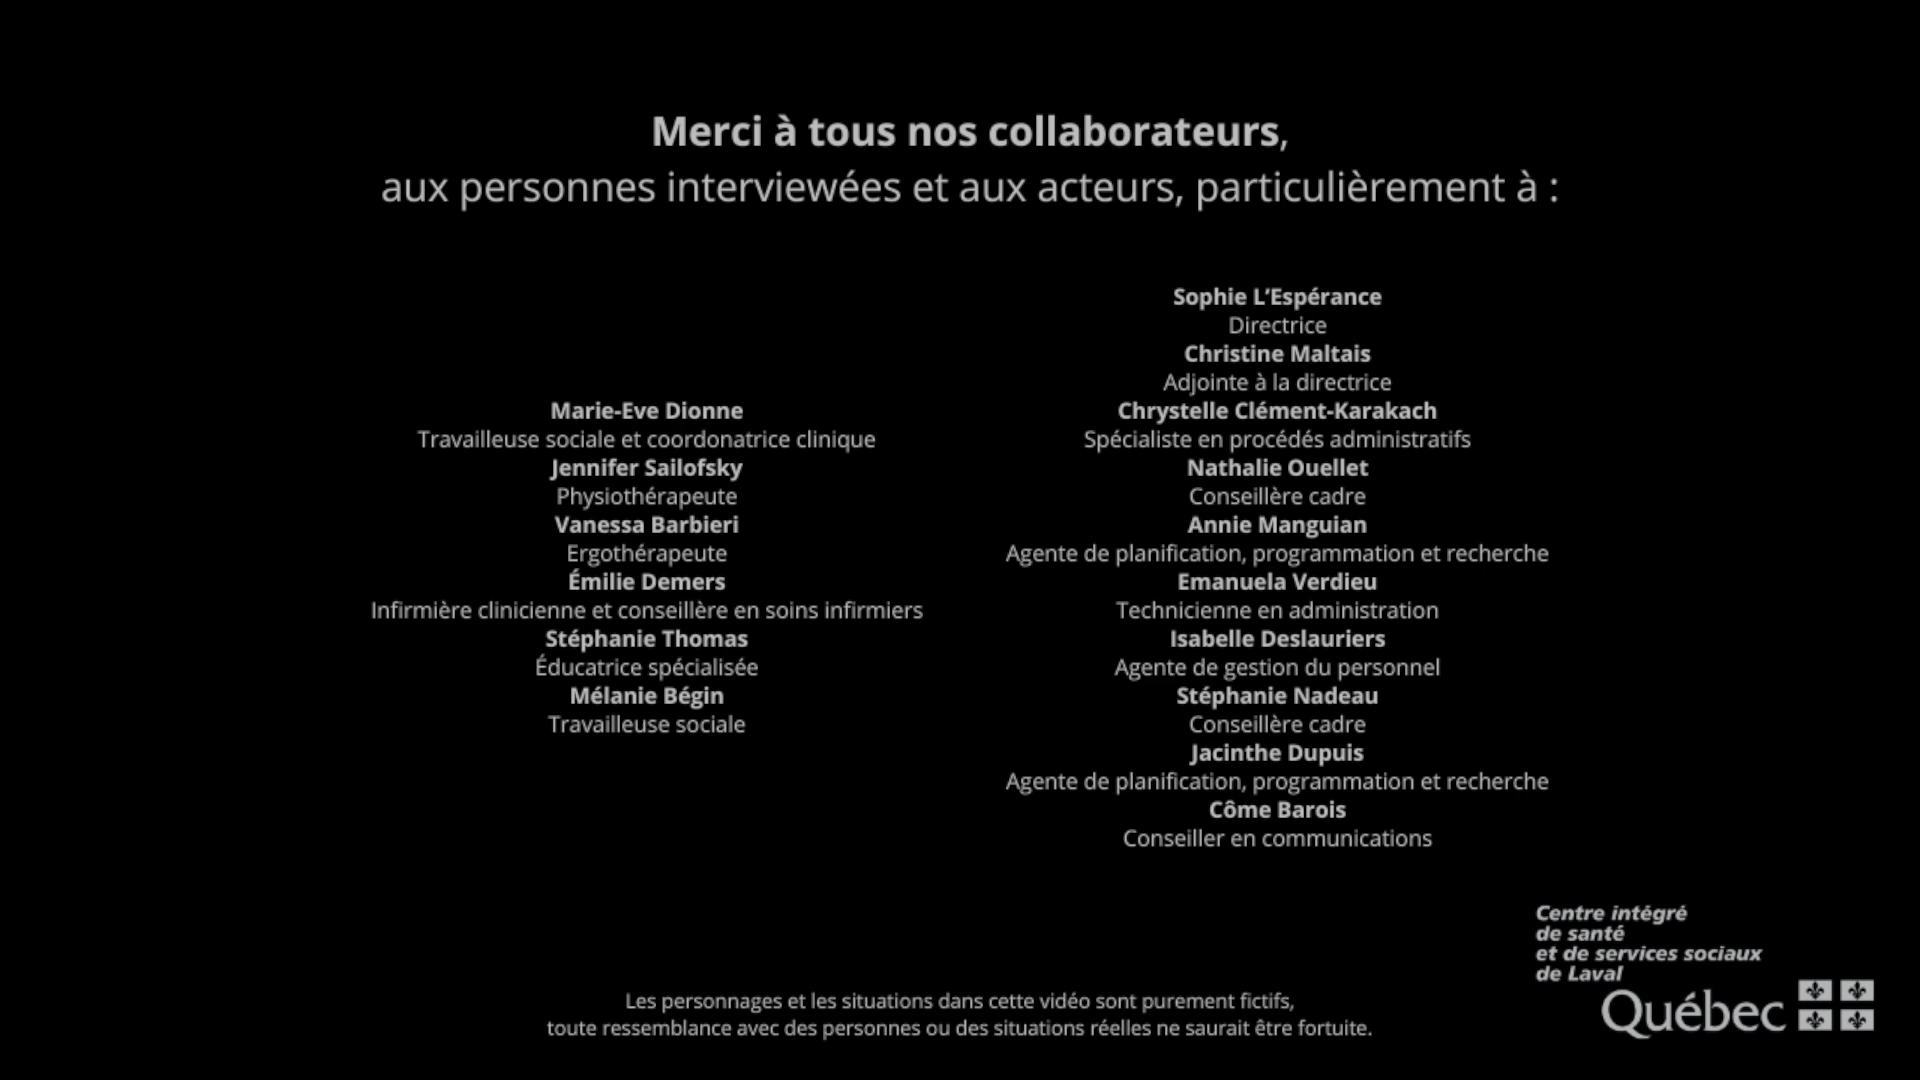 Merci à tous nos collaborateurs,
aux personnes interviewées et aux acteurs, particulièrement à :
Marie-Eve Dionne
Travailleuse sociale et coordonatrice clinique
Jennifer Sailofsky
Physiothérapeute
Vanessa Barbieri
Ergothérapeute
Émilie Demers
Infirmière clinicienne et conseillère en soins infirmiers
Stéphanie Thomas
Éducatrice spécialisée
Mélanie Bégin
Travailleuse sociale
Sophie L’Espérance
Directrice
Christine Maltais
Adjointe à la directrice
Chrystelle Clément-Karakach
Spécialiste en procédés administratifs
Nathalie Ouellet
Conseillère cadre
Annie Manguian
Agente de planification, programmation et recherche
Emanuela Verdieu
Technicienne en administration
Isabelle Deslauriers
Agente de gestion du personnel
Stéphanie Nadeau
Conseillère cadre
Jacinthe Dupuis
Agente de planification, programmation et recherche
Côme Barois
Conseiller en communications
Les personnages et les situations dans cette vidéo sont purement fictifs,
toute ressemblance avec des personnes ou des situations réelles ne saurait être fortuite.
Centre intégré
de santé
et de services sociaux
de Laval
Québec